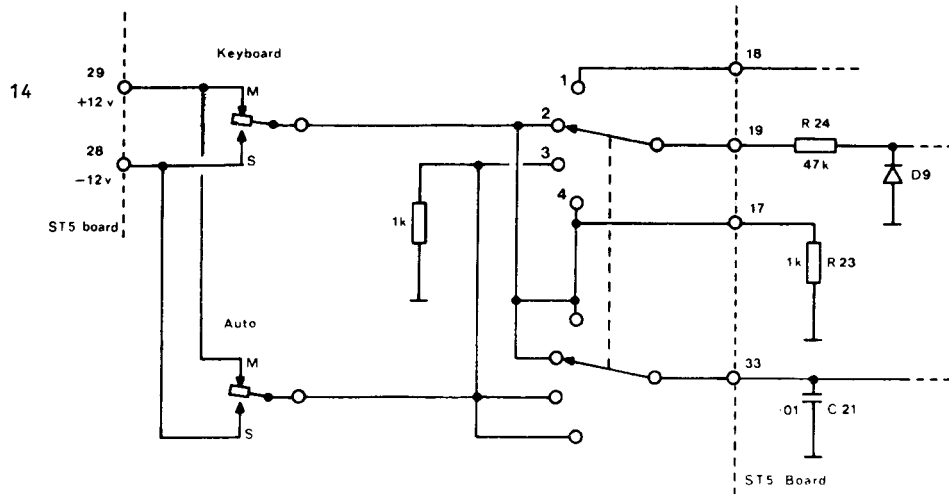 14
Keyboard
29
+12 v
28
−12 v
ST5 board
M
S
Auto
M
S
1k
1
2
3
4
18
19
R 24
47k
D9
17
1k
R 23
33
·01
C 21
ST5 Board